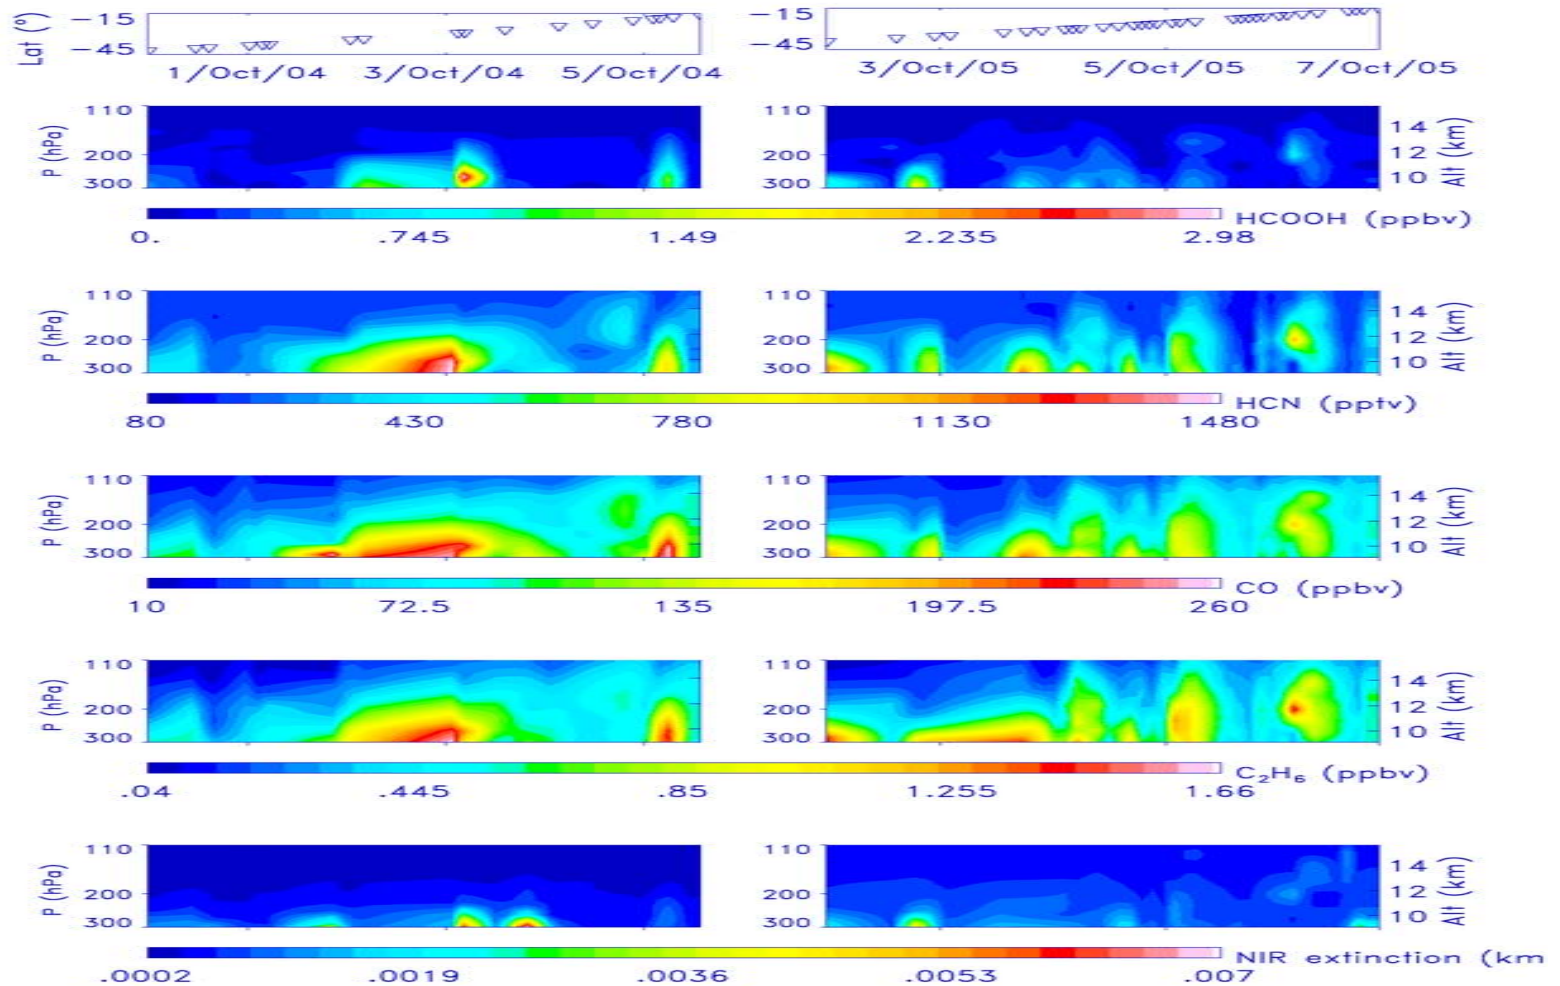 Lat (°)
−15
−45
1/Oct/04 3/Oct/04 5/Oct/04
−15
−45
3/Oct/05 5/Oct/05 7/Oct/05
P (hPa)
110
200
300
110
200
300
14
12
10
Alt (km)
HCOOH (ppbv)
0. .745 1.49 2.235 2.98
P (hPa)
110
200
300
110
200
300
14
12
10
Alt (km)
HCN (pptv)
80 430 780 1130 1480
P (hPa)
110
200
300
110
200
300
14
12
10
Alt (km)
CO (ppbv)
10 72.5 135 197.5 260
P (hPa)
110
200
300
110
200
300
14
12
10
Alt (km)
C₂H₆ (ppbv)
.04 .445 .85 1.255 1.66
P (hPa)
110
200
300
110
200
300
14
12
10
Alt (km)
NIR extinction (km
.0002 .0019 .0036 .0053 .007